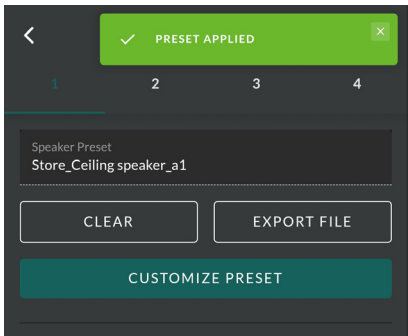 PRESET APPLIED
1 2 3 4
Speaker Preset
Store_Ceiling speaker_a1
CLEAR EXPORT FILE
CUSTOMIZE PRESET